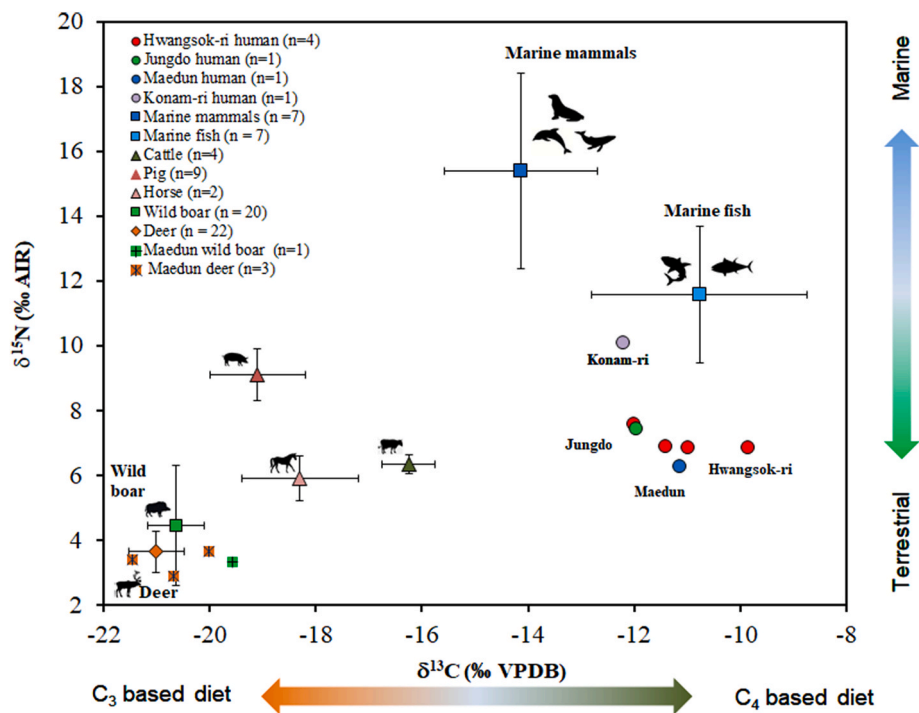 20
18
16
14
12
10
8
6
4
2
δ15N (‰ AIR)
Hwangsok-ri human (n=4)
Jungdo human (n=1)
Maedun human (n=1)
Konam-ri human (n=1)
Marine mammals (n =7)
Marine fish (n = 7)
Cattle (n=4)
Pig (n=9)
Horse (n=2)
Wild boar (n = 20)
Deer (n = 22)
Maedun wild boar (n=1)
Maedun deer (n=3)
Marine mammals
Marine fish
Konam-ri
Jungdo
Hwangsok-ri
Maedun
Wild
boar
Deer
-22
-20
-18
-16
-14
-12
-10
-8
δ13C (‰ VPDB)
C3 based diet
C4 based diet
Marine
Terrestrial